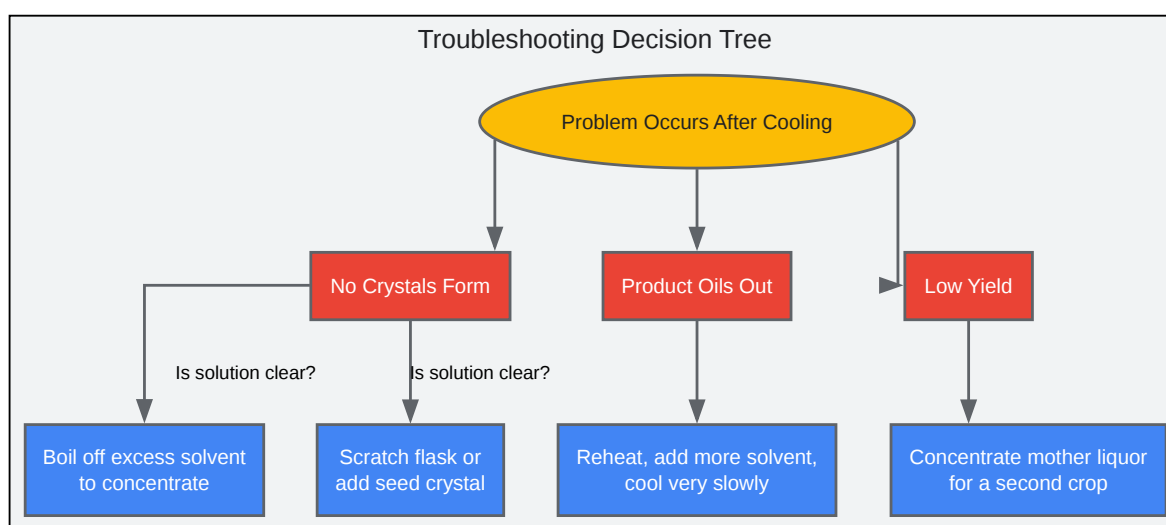 Troubleshooting Decision Tree
Problem Occurs After Cooling
No Crystals Form
Product Oils Out
Low Yield
Is solution clear?
Is solution clear?
Boil off excess solvent
to concentrate
Scratch flask or
add seed crystal
Reheat, add more solvent,
cool very slowly
Concentrate mother liquor
for a second crop